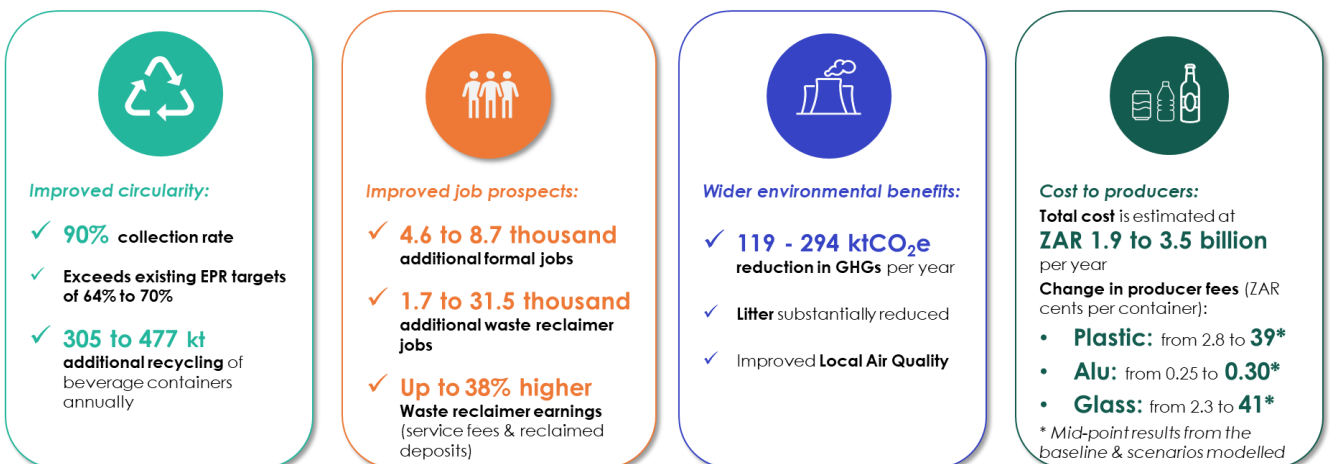 Improved circularity:
✓ 90% collection rate
✓ Exceeds existing EPR targets
of 64% to 70%
✓ 305 to 477 kt
additional recycling of
beverage containers
annually
Improved job prospects:
✓ 4.6 to 8.7 thousand
additional formal jobs
✓ 1.7 to 31.5 thousand
additional waste reclaimer
jobs
✓ Up to 38% higher
Waste reclaimer earnings
(service fees & reclaimed
deposits)
Wider environmental benefits:
✓ 119 - 294 ktCO₂e
reduction in GHGs per year
✓ Litter substantially reduced
✓ Improved Local Air Quality
Cost to producers:
Total cost is estimated at
ZAR 1.9 to 3.5 billion
per year
Change in producer fees (ZAR
cents per container):
• Plastic: from 2.8 to 39*
• Alu: from 0.25 to 0.30*
• Glass: from 2.3 to 41*
* Mid-point results from the
baseline & scenarios modelled